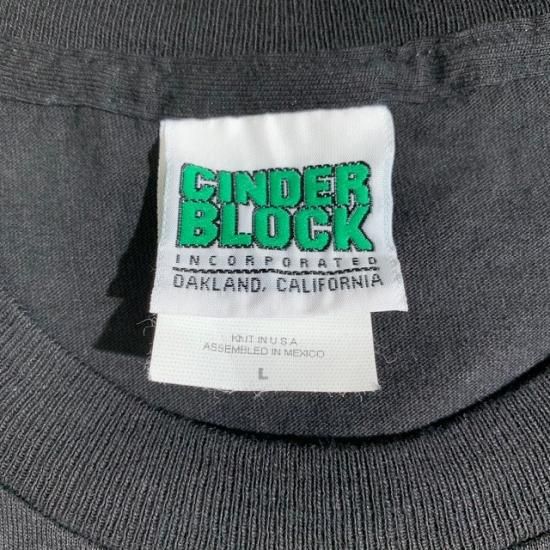 CINDER
BLOCK
INCORPORATED
OAKLAND, CALIFORNIA
KNIT IN U.S.A
ASSEMBLED IN MEXICO
L